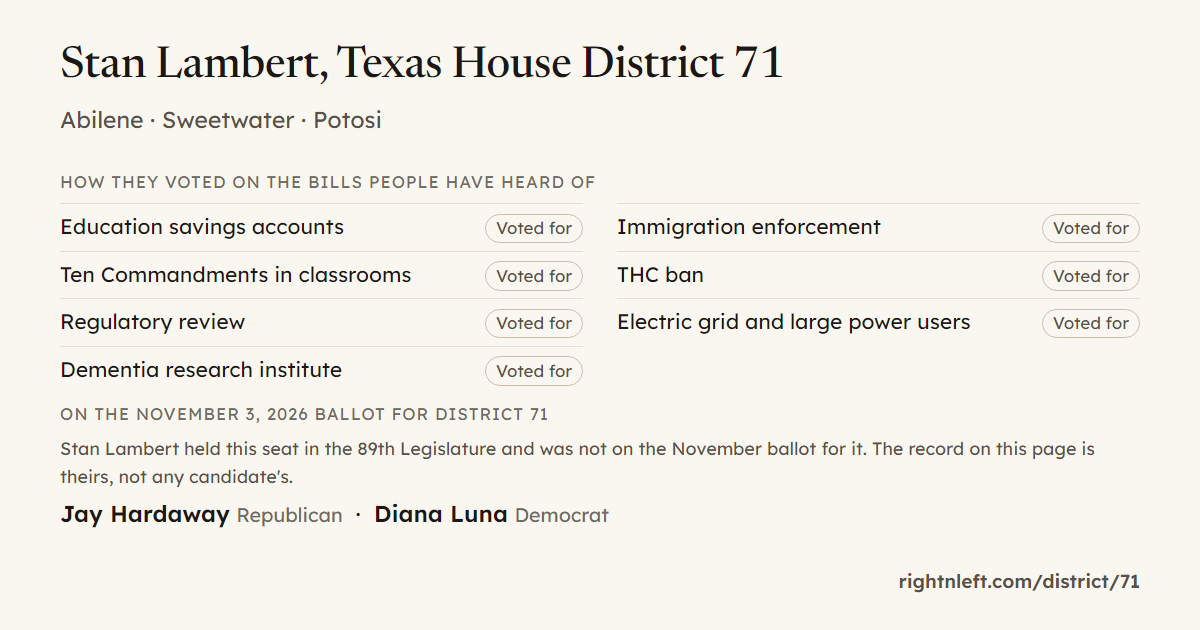 Stan Lambert, Texas House District 71
Abilene · Sweetwater · Potosi
HOW THEY VOTED ON THE BILLS PEOPLE HAVE HEARD OF
Education savings accounts Voted for
Ten Commandments in classrooms Voted for
Regulatory review Voted for
Dementia research institute Voted for
Immigration enforcement Voted for
THC ban Voted for
Electric grid and large power users Voted for
ON THE NOVEMBER 3, 2026 BALLOT FOR DISTRICT 71
Stan Lambert held this seat in the 89th Legislature and was not on the November ballot for it. The record on this page is
theirs, not any candidate's.
Jay Hardaway Republican · Diana Luna Democrat
rightnleft.com/district/71